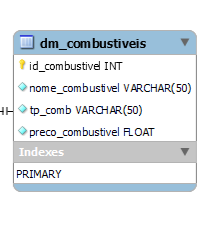 dm_combustiveis
id_combustivel INT
nome_combustivel VARCHAR(50)
tp_comb VARCHAR(50)
preco_combustivel FLOAT
Indexes
PRIMARY